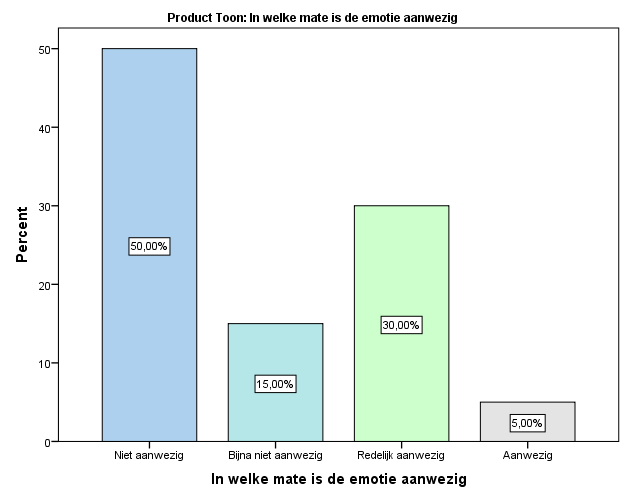 Product Toon: In welke mate is de emotie aanwezig
Percent
50
40
30
20
10
0
50,00%
15,00%
30,00%
5,00%
Niet aanwezig
Bijna niet aanwezig
Redelijk aanwezig
Aanwezig
In welke mate is de emotie aanwezig